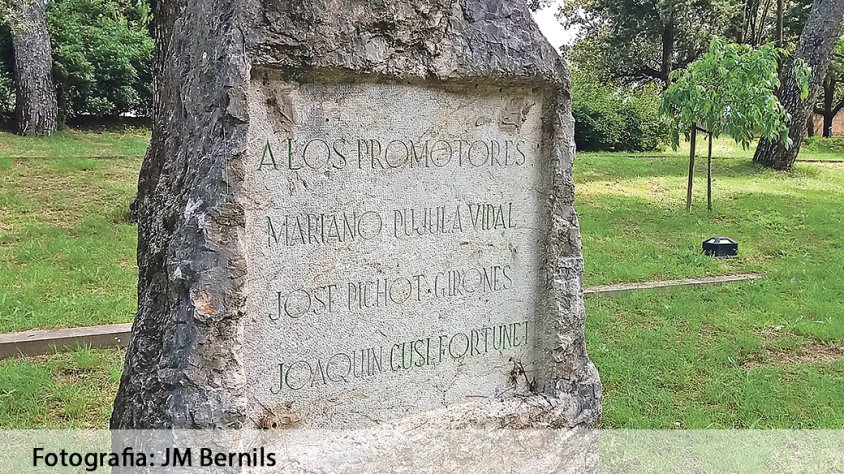 A LOS PROMOTORES
MARIANO PUJULA VIDAL
JOSE PICHOT GIRONES
JOAQUIN CUSI FORTUNET
Fotografia: JM Bernils